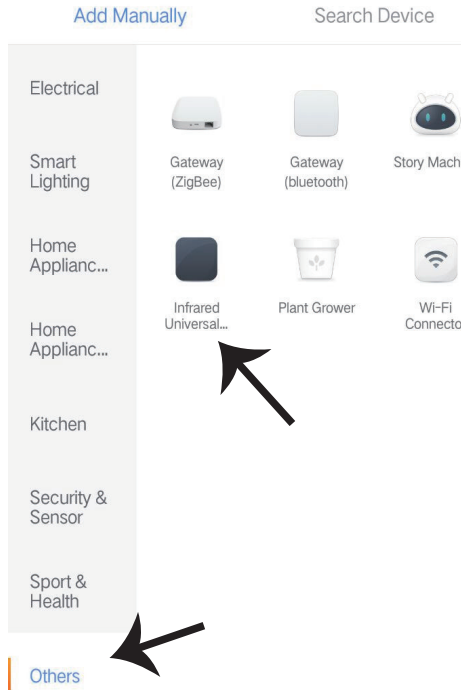 Add Manually
Search Device
Electrical
Smart
Lighting
Home
Applianc...
Home
Applianc...
Kitchen
Security &
Sensor
Sport &
Health
Others
Gateway
(ZigBee)
Gateway
(bluetooth)
Story Mach
Infrared
Universal...
Plant Grower
Wi-Fi
Connecto